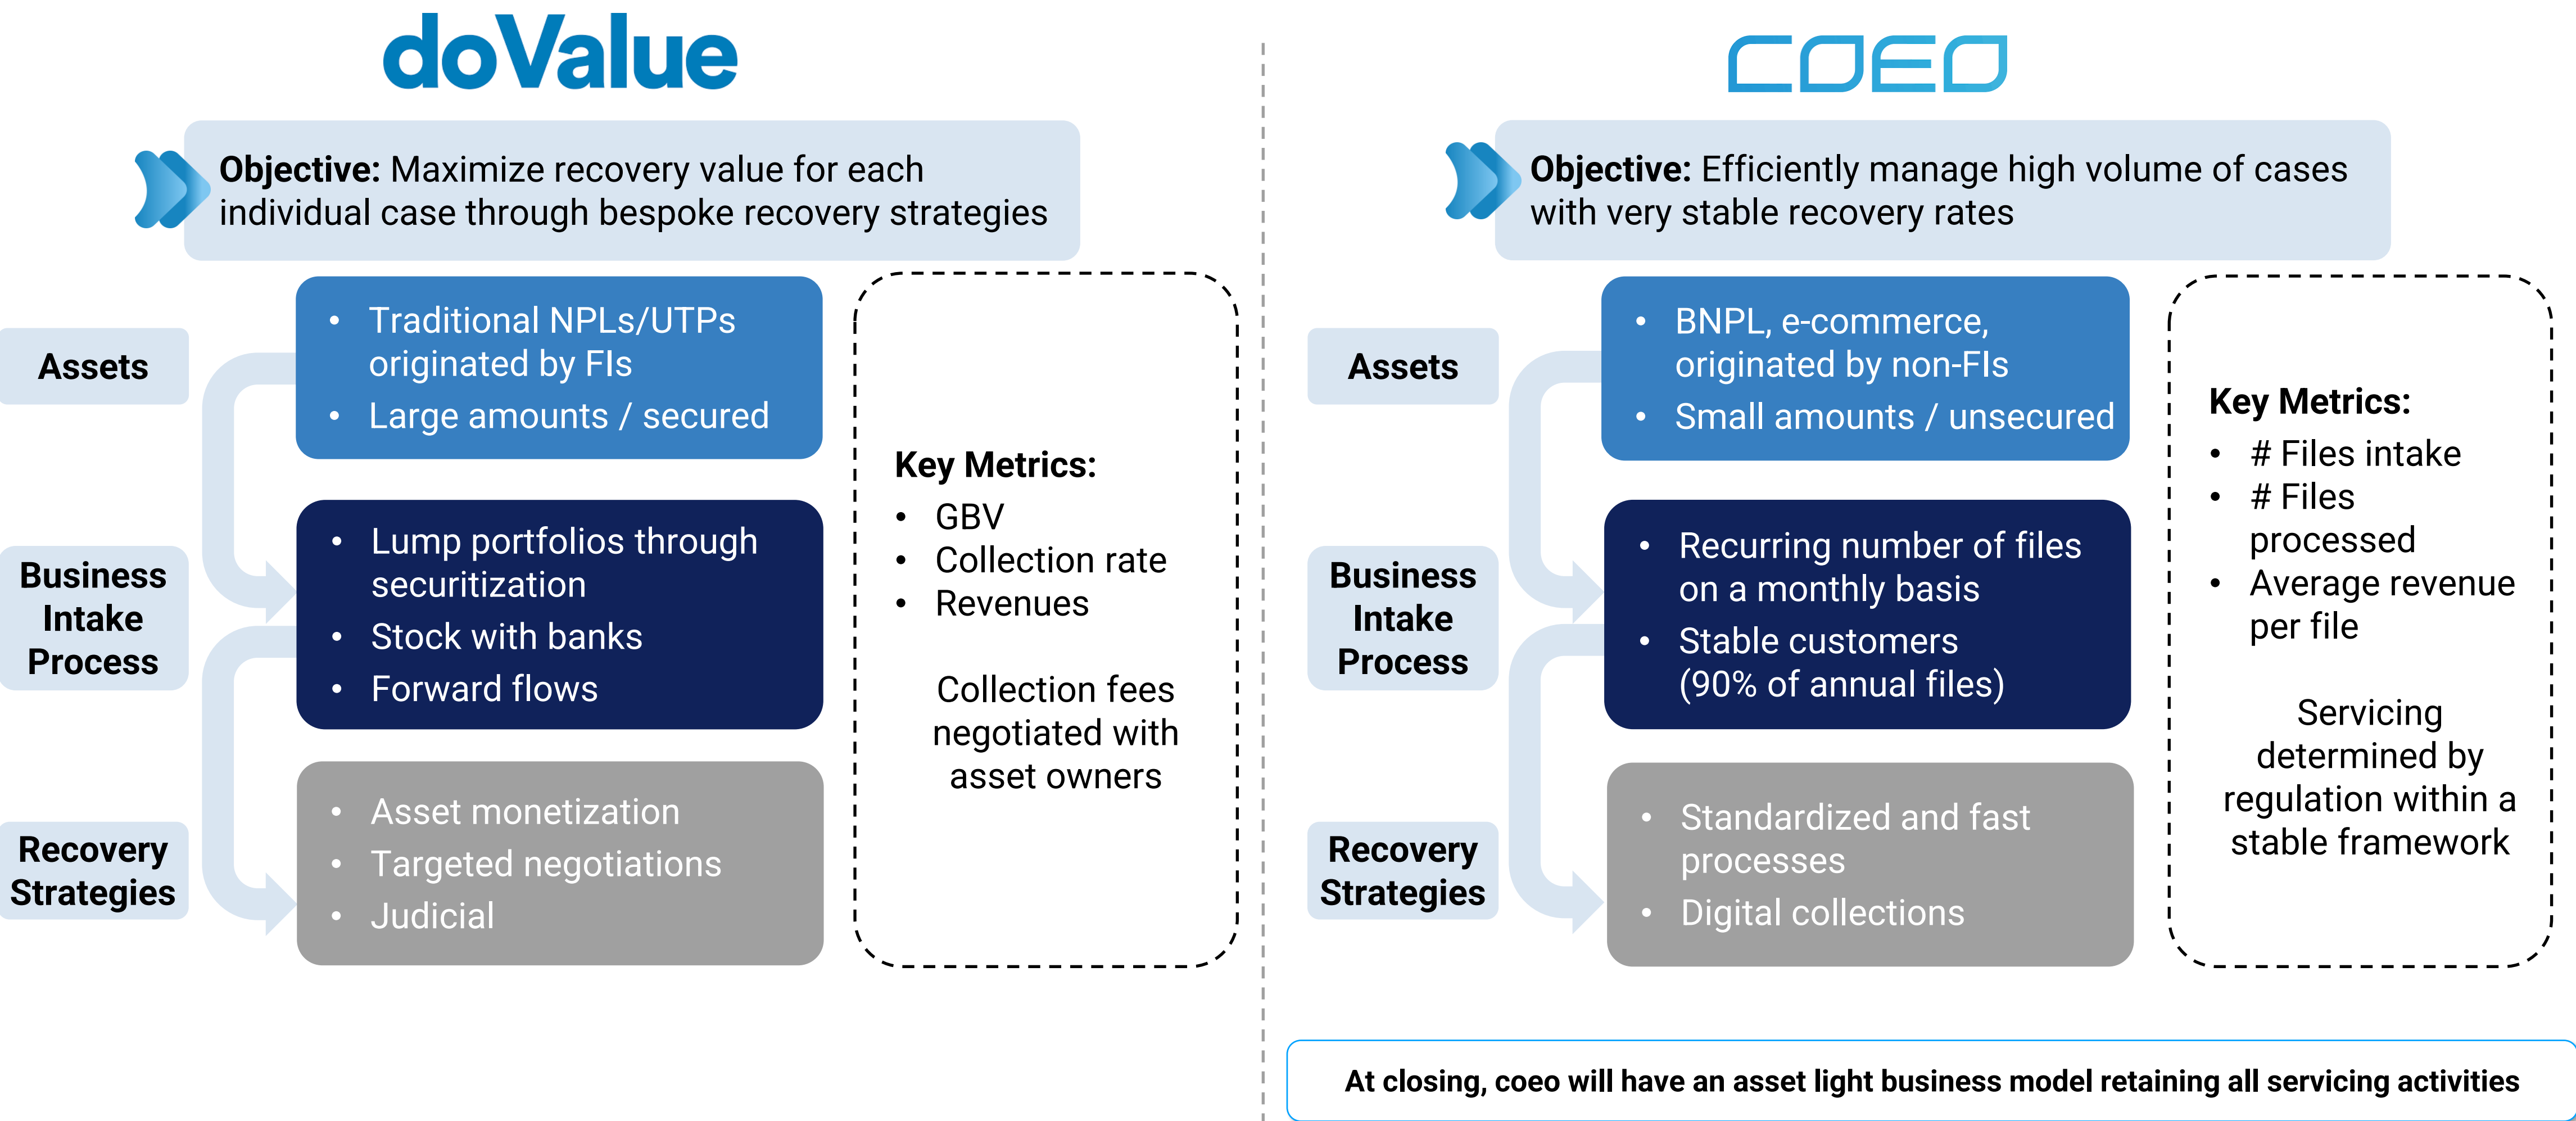 doValue
Objective: Maximize recovery value for each
individual case through bespoke recovery strategies
Assets
• Traditional NPLs/UTPs
originated by FIs
• Large amounts / secured
Business
Intake
Process
• Lump portfolios through
securitization
• Stock with banks
• Forward flows
Recovery
Strategies
• Asset monetization
• Targeted negotiations
• Judicial
Key Metrics:
• GBV
• Collection rate
• Revenues
Collection fees
negotiated with
asset owners
COEO
Objective: Efficiently manage high volume of cases
with very stable recovery rates
Assets
• BNPL, e-commerce,
originated by non-FIs
• Small amounts / unsecured
Business
Intake
Process
• Recurring number of files
on a monthly basis
• Stable customers
(90% of annual files)
Recovery
Strategies
• Standardized and fast
processes
• Digital collections
Key Metrics:
• # Files intake
• # Files
processed
• Average revenue
per file
Servicing
determined by
regulation within a
stable framework
At closing, coeo will have an asset light business model retaining all servicing activities